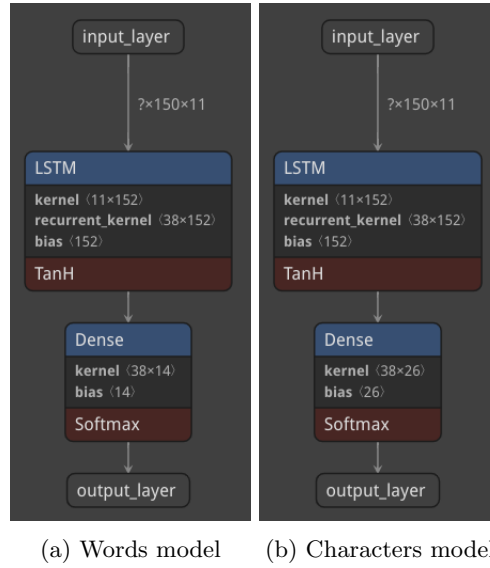 input_layer
?×150×11
LSTM
kernel ⟨11×152⟩
recurrent_kernel ⟨38×152⟩
bias ⟨152⟩
TanH
Dense
kernel ⟨38×14⟩
bias ⟨14⟩
Softmax
output_layer
(a) Words model
input_layer
?×150×11
LSTM
kernel ⟨11×152⟩
recurrent_kernel ⟨38×152⟩
bias ⟨152⟩
TanH
Dense
kernel ⟨38×26⟩
bias ⟨26⟩
Softmax
output_layer
(b) Characters model